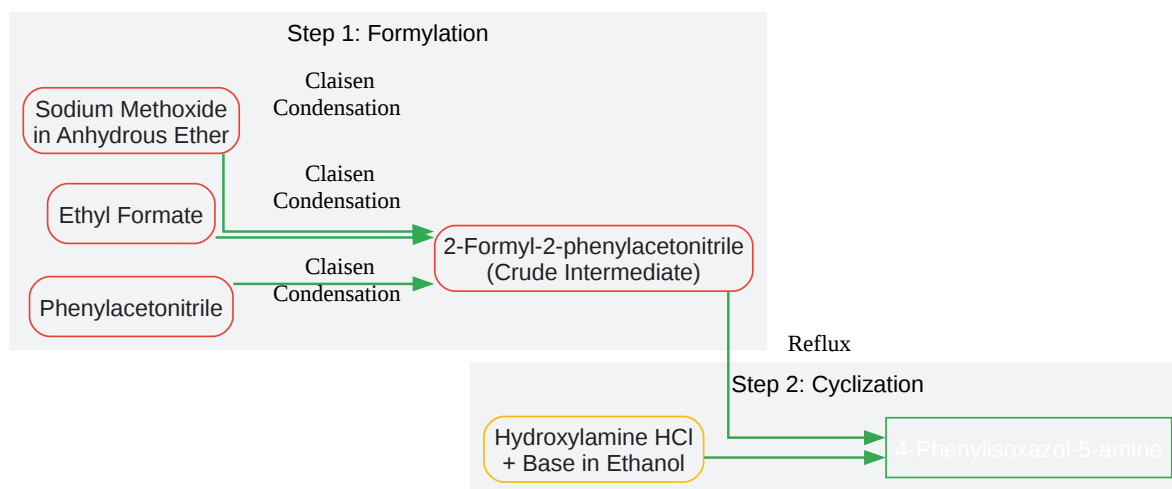 Step 1: Formylation
Claisen
Condensation
Sodium Methoxide
in Anhydrous Ether
Claisen
Condensation
Ethyl Formate
2-Formyl-2-phenylacetonitrile
(Crude Intermediate)
Claisen
Condensation
Phenylacetonitrile
Reflux
Step 2: Cyclization
Hydroxylamine HCl
+ Base in Ethanol
4-Phenylisoxazol-5-amine